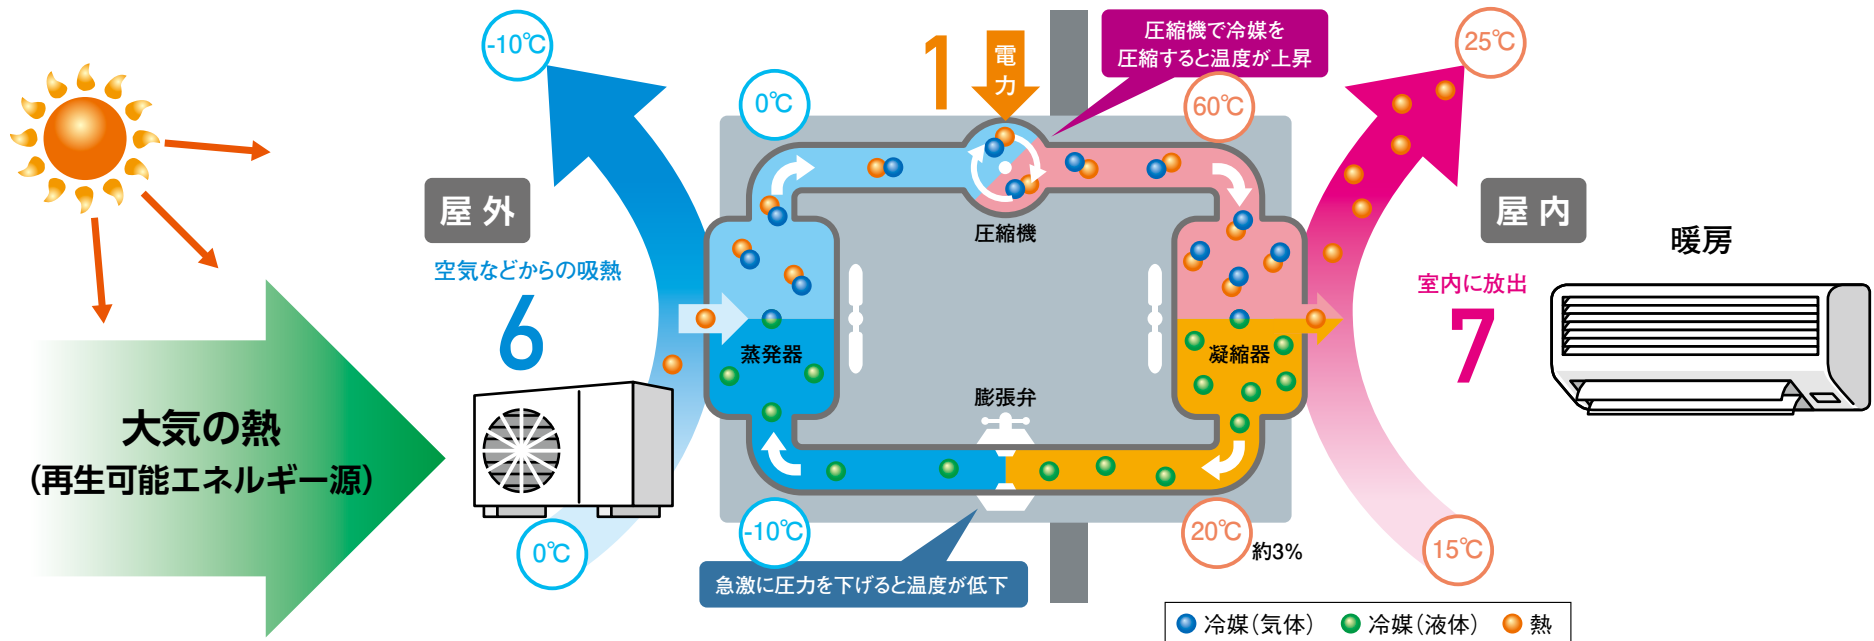 -10℃
0℃
1
電力
圧縮機で冷媒を
圧縮すると温度が上昇
60℃
25℃
屋外
空気などからの吸熱
6
圧縮機
屋内
暖房
室内に放出
7
蒸発器
凝縮器
膨張弁
大気の熱
（再生可能エネルギー源）
0℃
-10℃
20℃
約3%
15℃
急激に圧力を下げると温度が低下
冷媒（気体） 冷媒（液体） 熱